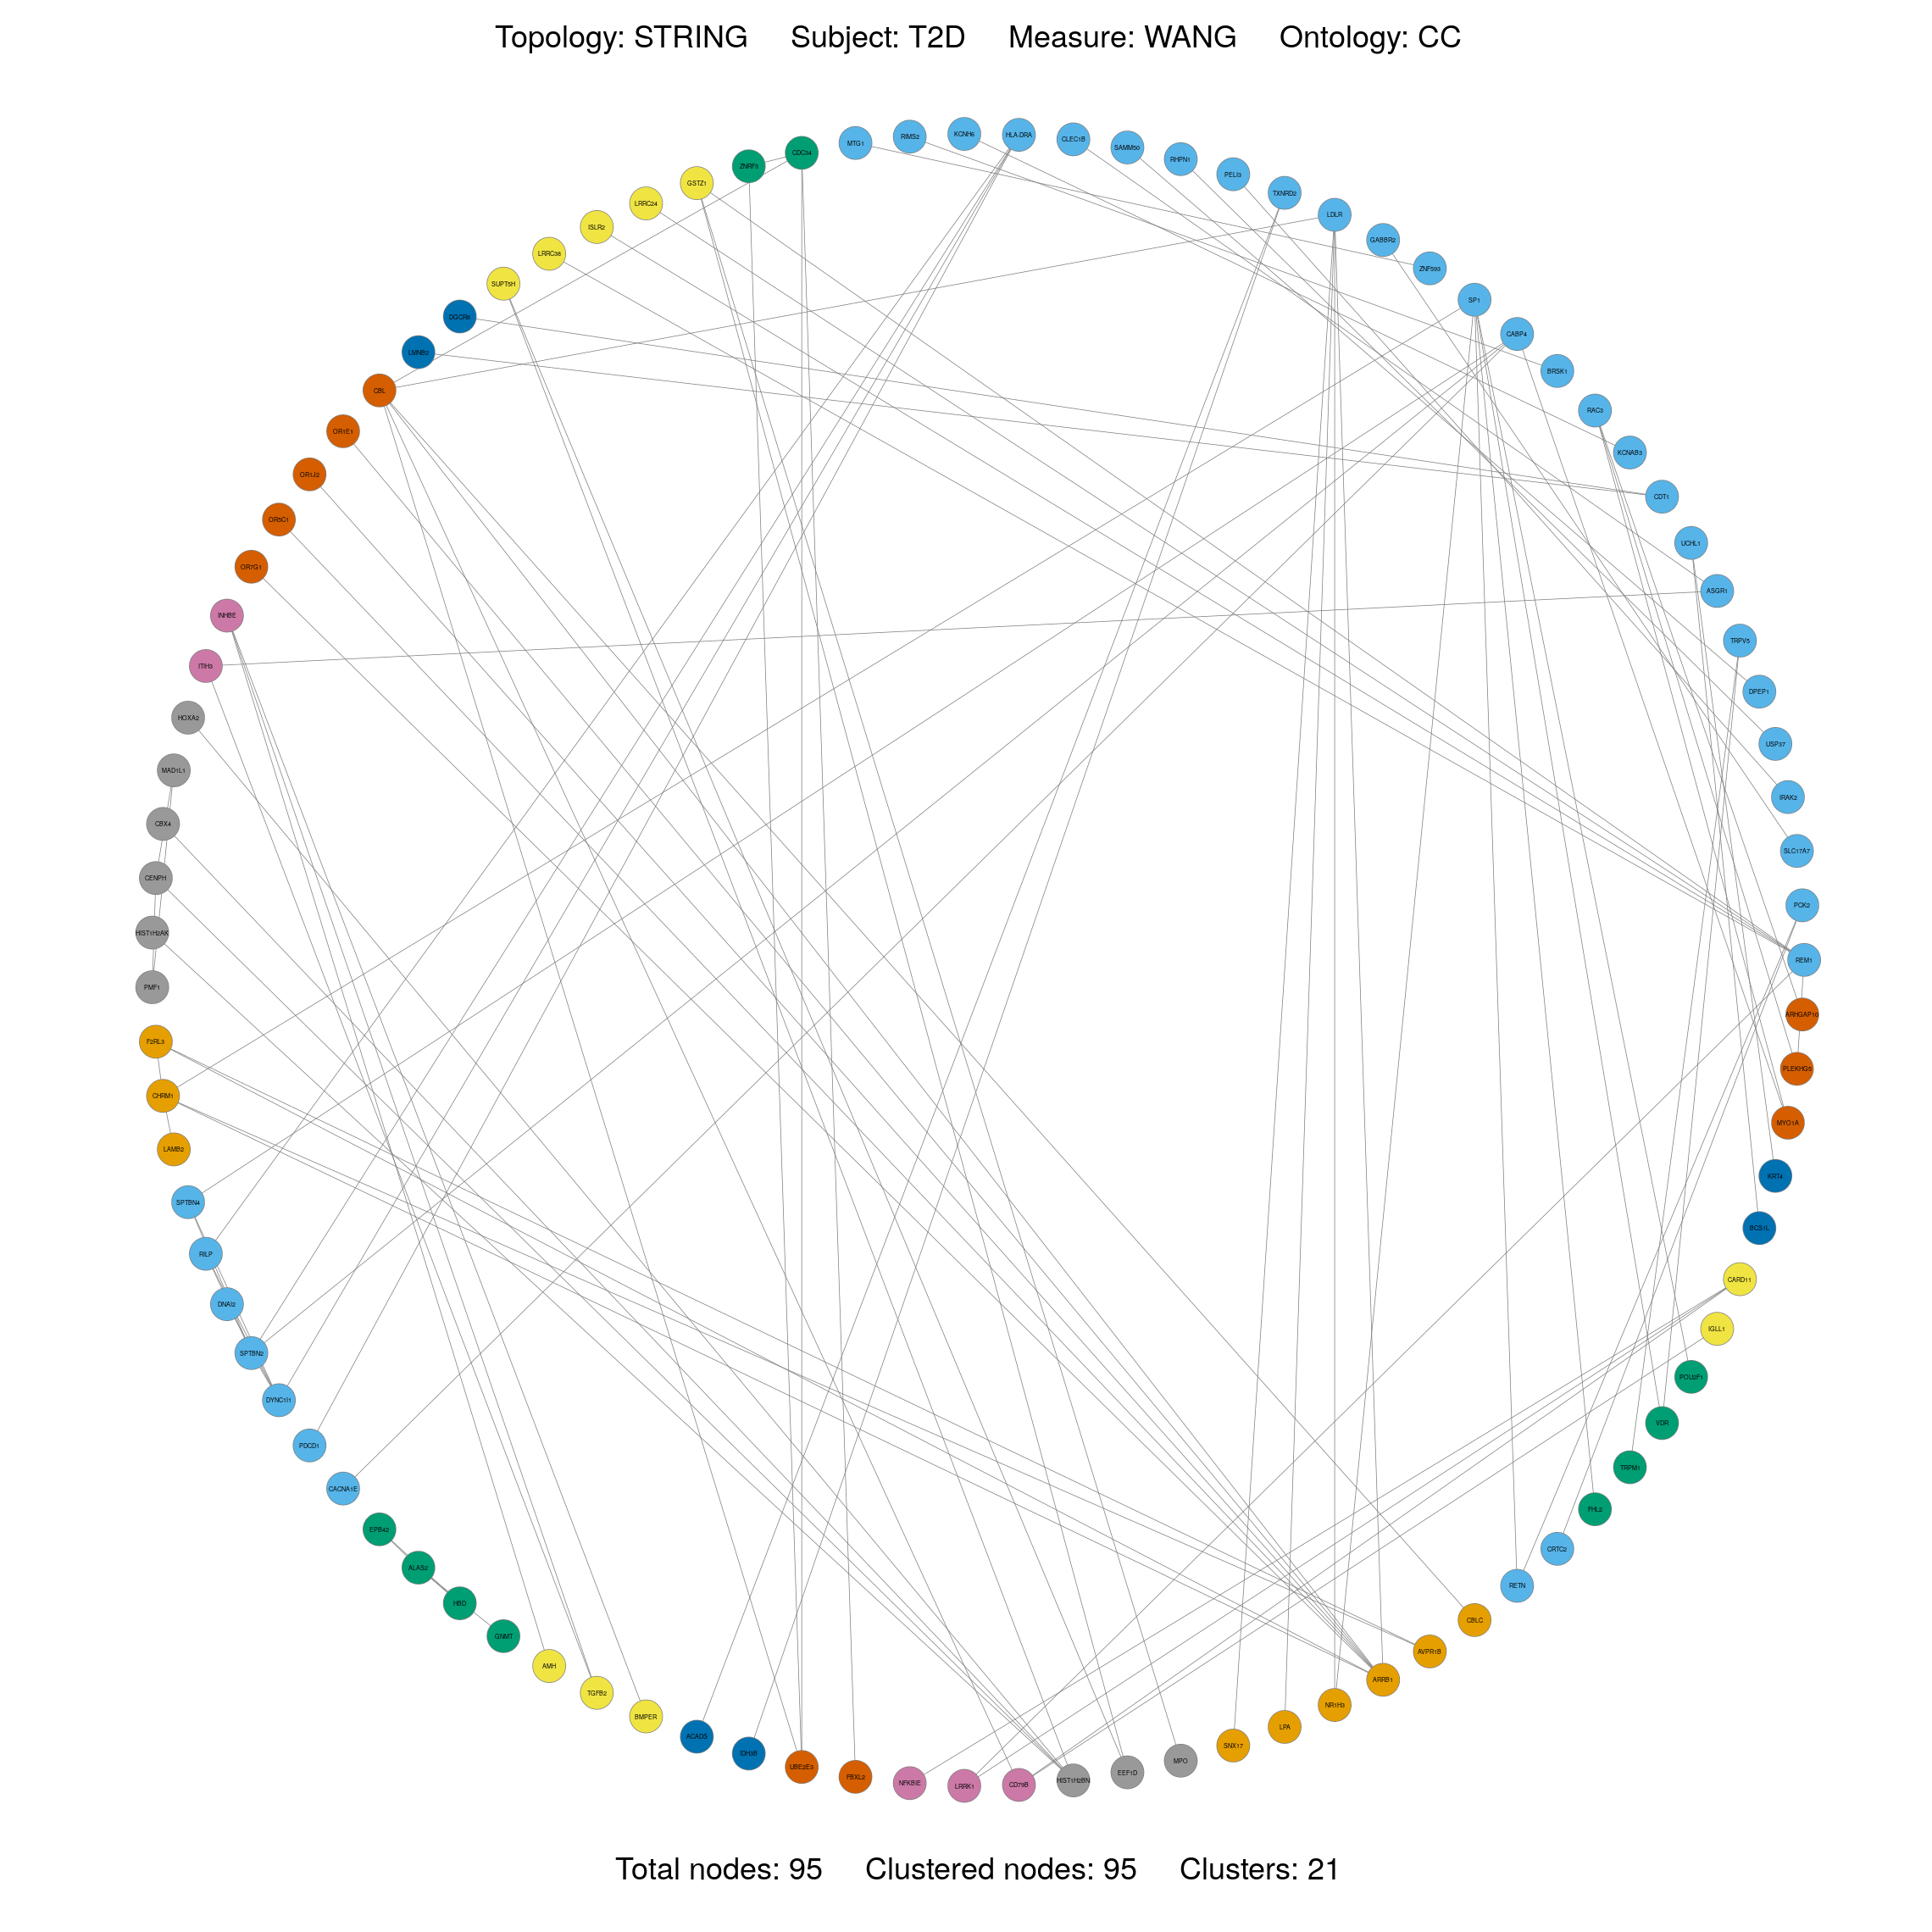 Topology: STRING Subject: T2D Measure: WANG Ontology: CC
MTG1
RIMS2
KCNH6
HLA-DRA
CLEC1B
SAMM50
RHPN1
PELI3
TXNRD2
LDLR
GABBR2
ZNF593
SP1
CABP4
BRSK1
RAC3
KCNAB3
CDT1
UCHL1
ASGR1
TRPV5
DPEP1
USP37
IRAK2
SLC17A7
PCK2
REM1
ARHGAP10
PLEKHG5
MYO1A
KRT4
BCS1L
CARD11
IGLL1
POU2F1
VDR
TRPM1
FHL2
CRTC2
RETN
CBLC
AVPR1B
ARRB1
NR1H3
LPA
SNX17
MPO
EEF1D
HIST1H2BN
CD79B
LRRK1
NFKBIE
FBXL2
UBE2E3
IDH3B
ACADS
BMPER
TGFB2
AMH
GNMT
HBD
ALAS2
EPB42
CACNA1E
PDCD1
DYNC1I1
SPTBN2
DNAI2
RILP
SPTBN4
LAMB2
CHRM1
F2RL3
PMF1
HIST1H2AK
CENPH
CBX4
MAD1L1
HOXA2
ITIH3
INHBE
OR7G1
OR5C1
OR1J2
OR1E1
CBL
LMNB2
DGCR8
SUPT5H
LRRC38
ISLR2
LRRC24
GSTZ1
ZNRF3
CDC34
Total nodes: 95 Clustered nodes: 95 Clusters: 21